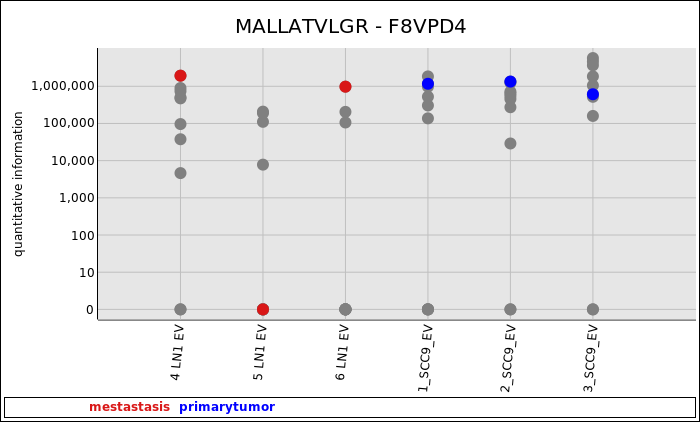 MALLATVLGR - F8VPD4
quantitative information
1,000,000
100,000
10,000
1,000
100
10
0
4 LN1 EV
5 LN1 EV
6 LN1 EV
1_SCC9_EV
2_SCC9_EV
3_SCC9_EV
mestastasis primarytumor